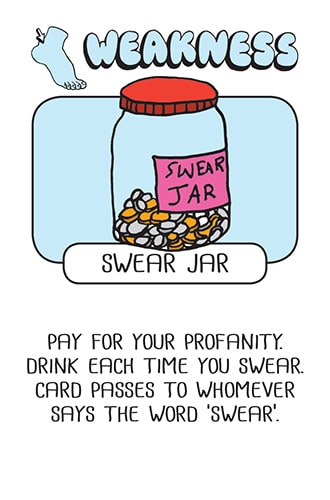 WEAKNESS
SWEAR
JAR
SWEAR JAR
PAY FOR YOUR PROFANITY.
DRINK EACH TIME YOU SWEAR.
CARD PASSES TO WHOMEVER
SAYS THE WORD 'SWEAR'.